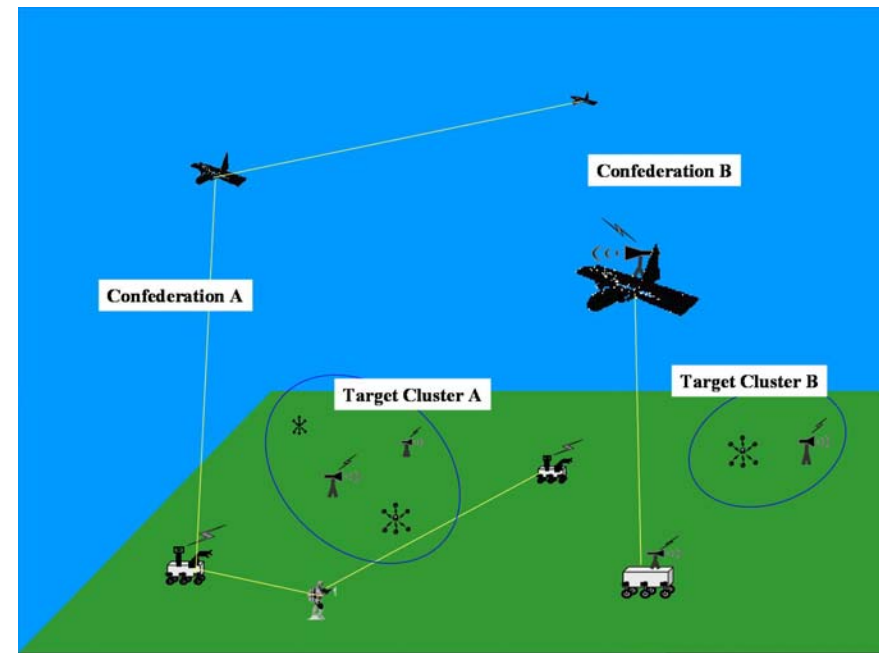 Confederation B
Confederation A
Target Cluster B
Target Cluster A